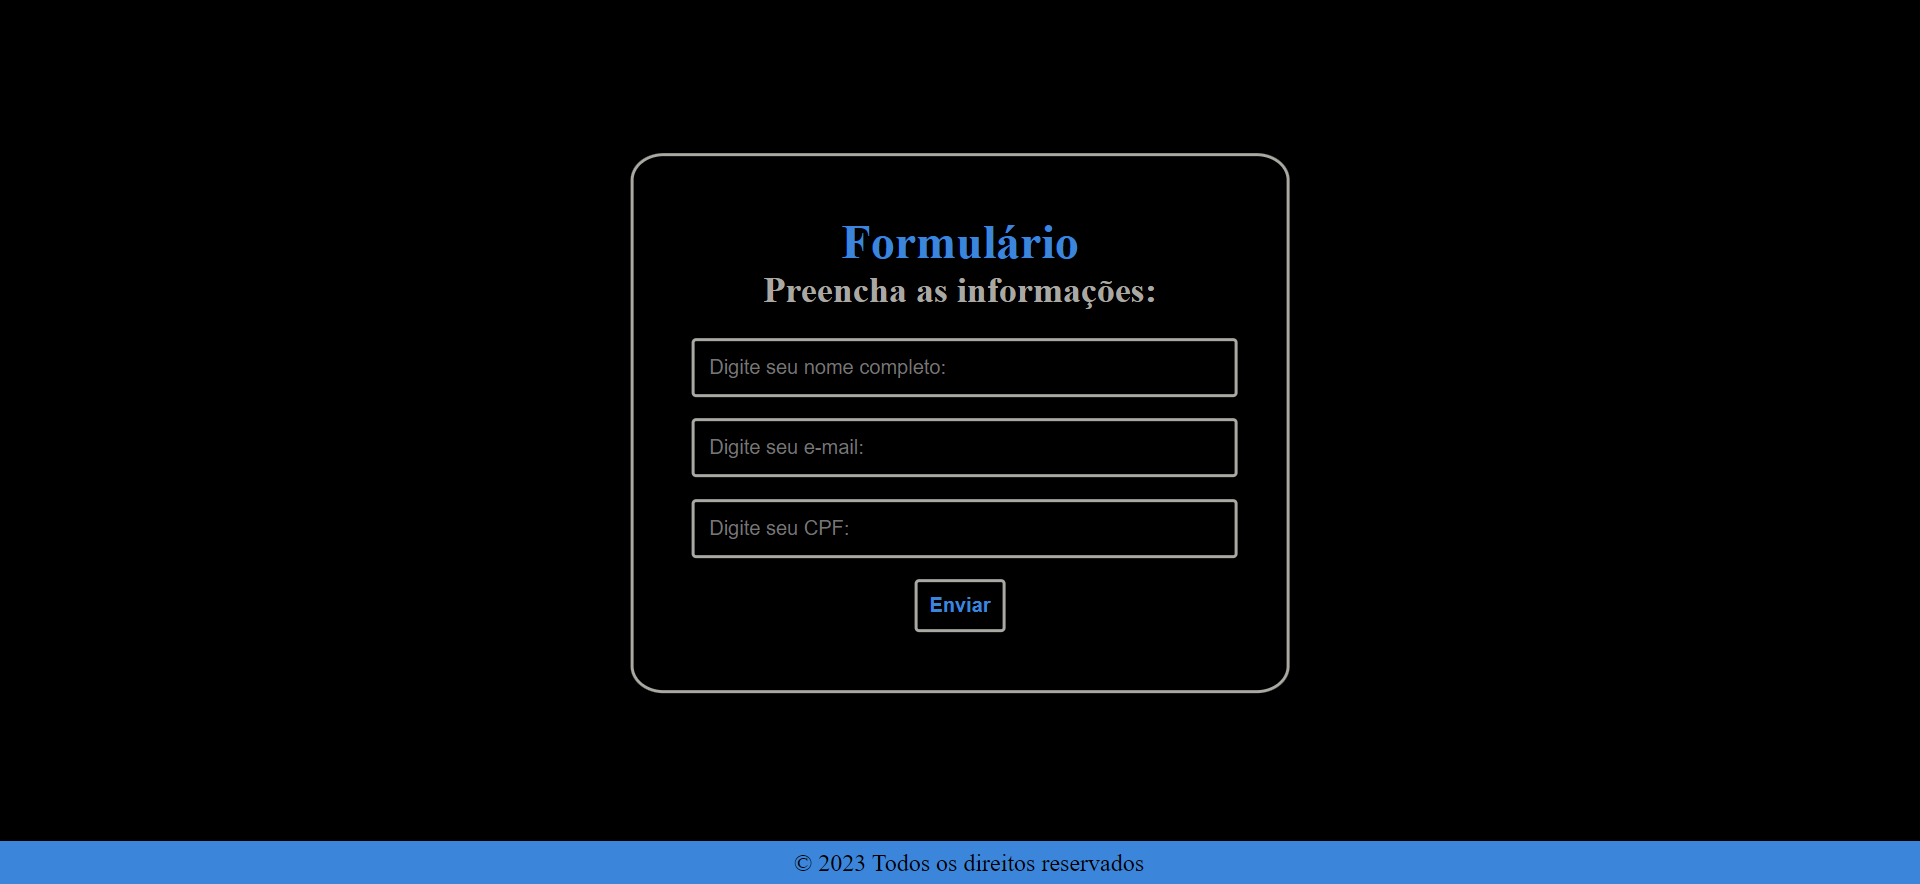 Formulário
Preencha as informações:
Digite seu nome completo:
Digite seu e-mail:
Digite seu CPF:
Enviar
© 2023 Todos os direitos reservados